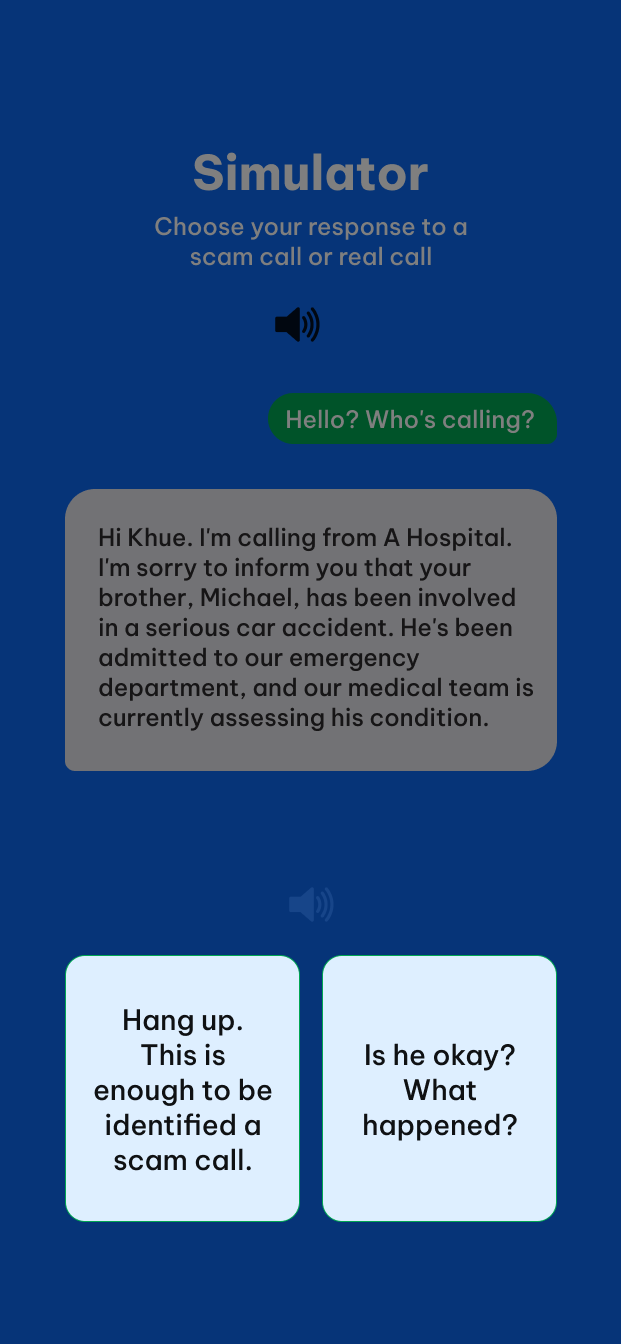 Simulator
Choose your response to a
scam call or real call
Hello? Who's calling?
Hi Khue. I'm calling from A Hospital.
I'm sorry to inform you that your
brother, Michael, has been involved
in a serious car accident. He's been
admitted to our emergency
department, and our medical team is
currently assessing his condition.
Hang up.
This is
enough to be
identified a
scam call.
Is he okay?
What
happened?